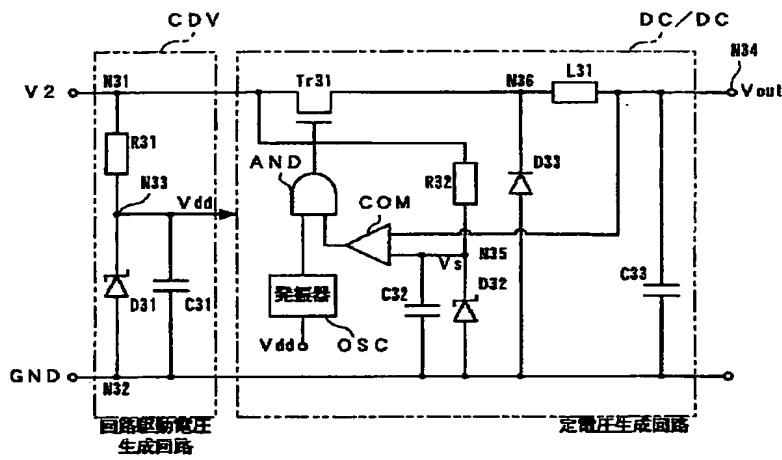 CDV
DC/DC
V2
N31
Tr31
N36
L31
N34
Vout
R31
AND
R32
D33
N33
Vdd
COM
N35
Vs
D31
C31
発振器
C32
D32
C33
Vdd
OSC
GND
N32
回路駆動電圧
生成回路
定電圧生成回路